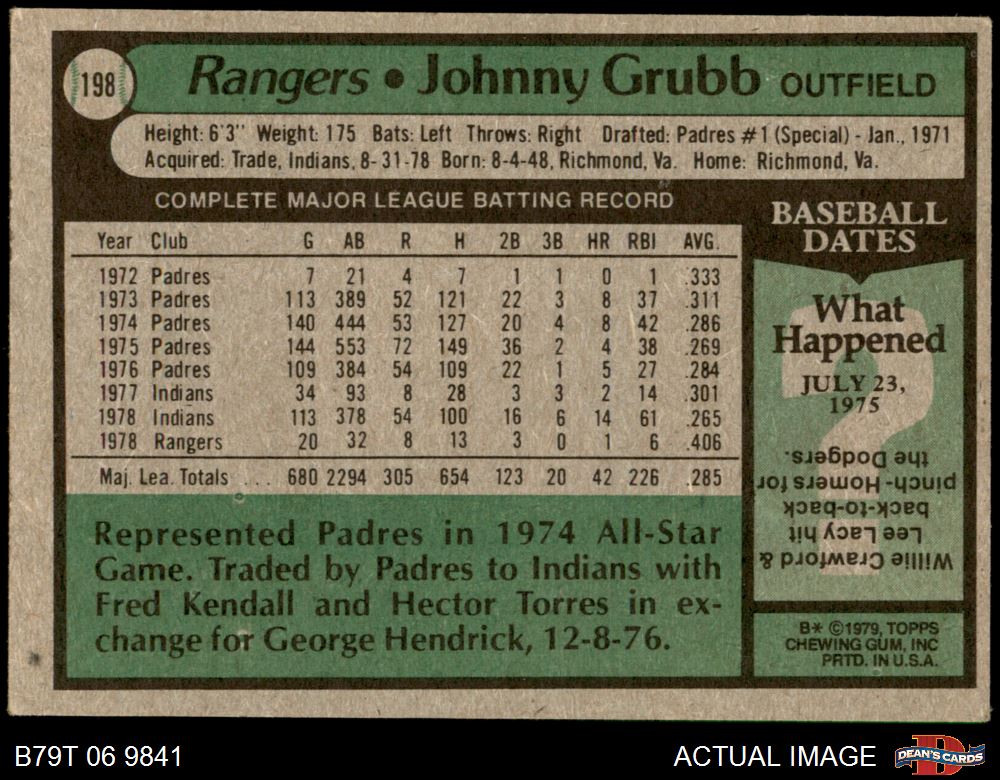 198
Rangers • Johnny Grubb OUTFIELD
Height: 6'3" Weight: 175 Bats: Left Throws: Right Drafted: Padres #1 (Special) - Jan., 1971
Acquired: Trade, Indians, 8-31-78 Born: 8-4-48, Richmond, Va. Home: Richmond, Va.
COMPLETE MAJOR LEAGUE BATTING RECORD
Year Club G AB R H 2B 3B HR RBI AVG.
1972 Padres 7 21 4 7 1 1 0 1 .333
1973 Padres 113 389 52 121 22 3 8 37 .311
1974 Padres 140 444 53 127 20 4 8 42 .286
1975 Padres 144 553 72 149 36 2 4 38 .269
1976 Padres 109 384 54 109 22 1 5 27 .284
1977 Indians 34 93 8 28 3 3 2 14 .301
1978 Indians 113 378 54 100 16 6 14 61 .265
1978 Rangers 20 32 8 13 3 0 1 6 .406
Maj. Lea. Totals ... 680 2294 305 654 123 20 42 226 .285
Represented Padres in 1974 All-Star
Game. Traded by Padres to Indians with
Fred Kendall and Hector Torres in ex-
change for George Hendrick, 12-8-76.
BASEBALL
DATES
What
Happened
JULY 23,
1975
Willie Crawford &
Lee Lacy hit
back-to-back
pinch-Homers for
the Dodgers.
B* ©1979, TOPPS
CHEWING GUM, INC
PRTD. IN U.S.A.
B79T 06 9841
ACTUAL IMAGE
D
DEAN'S CARDS